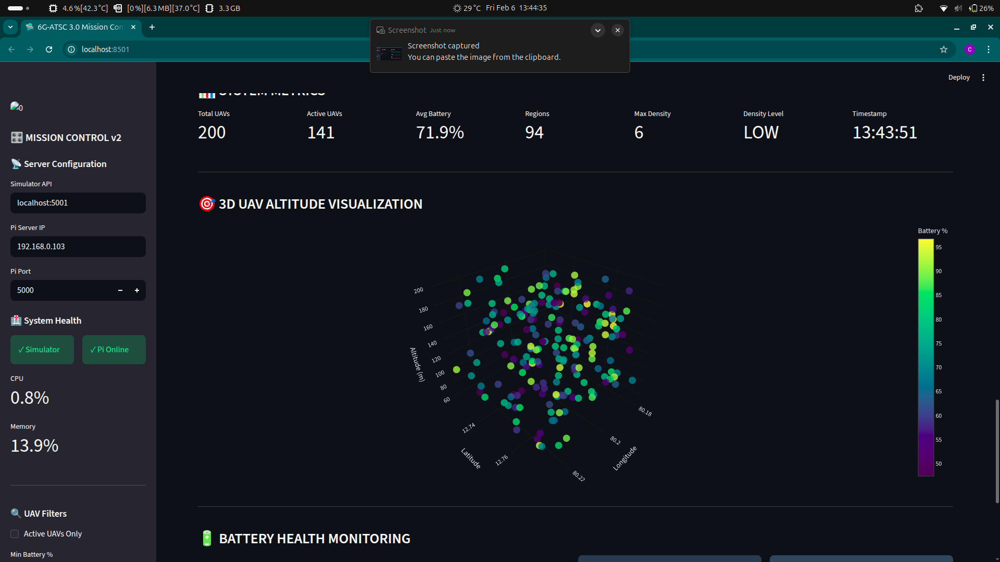 4.6 %[42.3 °C] [0 %][6.3 MB][37.0 °C] 3.3 GB 29 °C Fri Feb 6 13:44:35 26%
6G-ATSC 3.0 Mission Con
localhost:8501
Screenshot Just now
Screenshot captured
You can paste the image from the clipboard.
C
Deploy
0
MISSION CONTROL v2
Server Configuration
Simulator API
localhost:5001
Pi Server IP
192.168.0.103
Pi Port
5000
System Health
✓ Simulator
✓ Pi Online
CPU
0.8%
Memory
13.9%
UAV Filters
Active UAVs Only
Min Battery %
SYSTEM METRICS
Total UAVs
200
Active UAVs
141
Avg Battery
71.9%
Regions
94
Max Density
6
Density Level
LOW
Timestamp
13:43:51
3D UAV ALTITUDE VISUALIZATION
Altitude (m)
200
180
160
140
120
100
80
60
Latitude
12.74
12.76
Longitude
80.18
80.2
80.22
Battery %
95
90
85
80
75
70
65
60
55
50
BATTERY HEALTH MONITORING